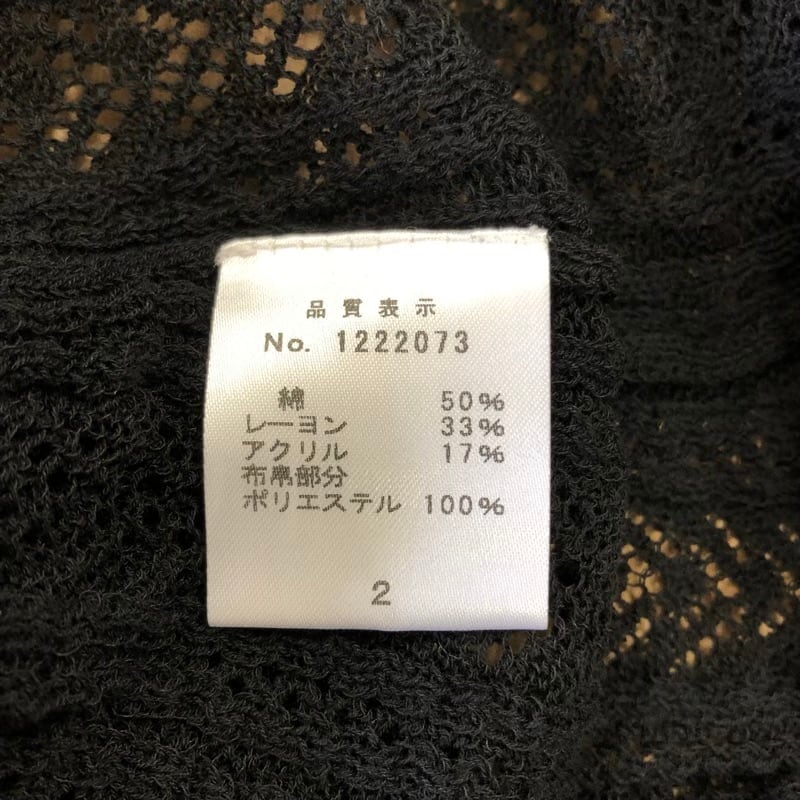 品質表示
No. 1222073
綿 50%
レーヨン 33%
アクリル 17%
布帛部分
ポリエステル 100%
2